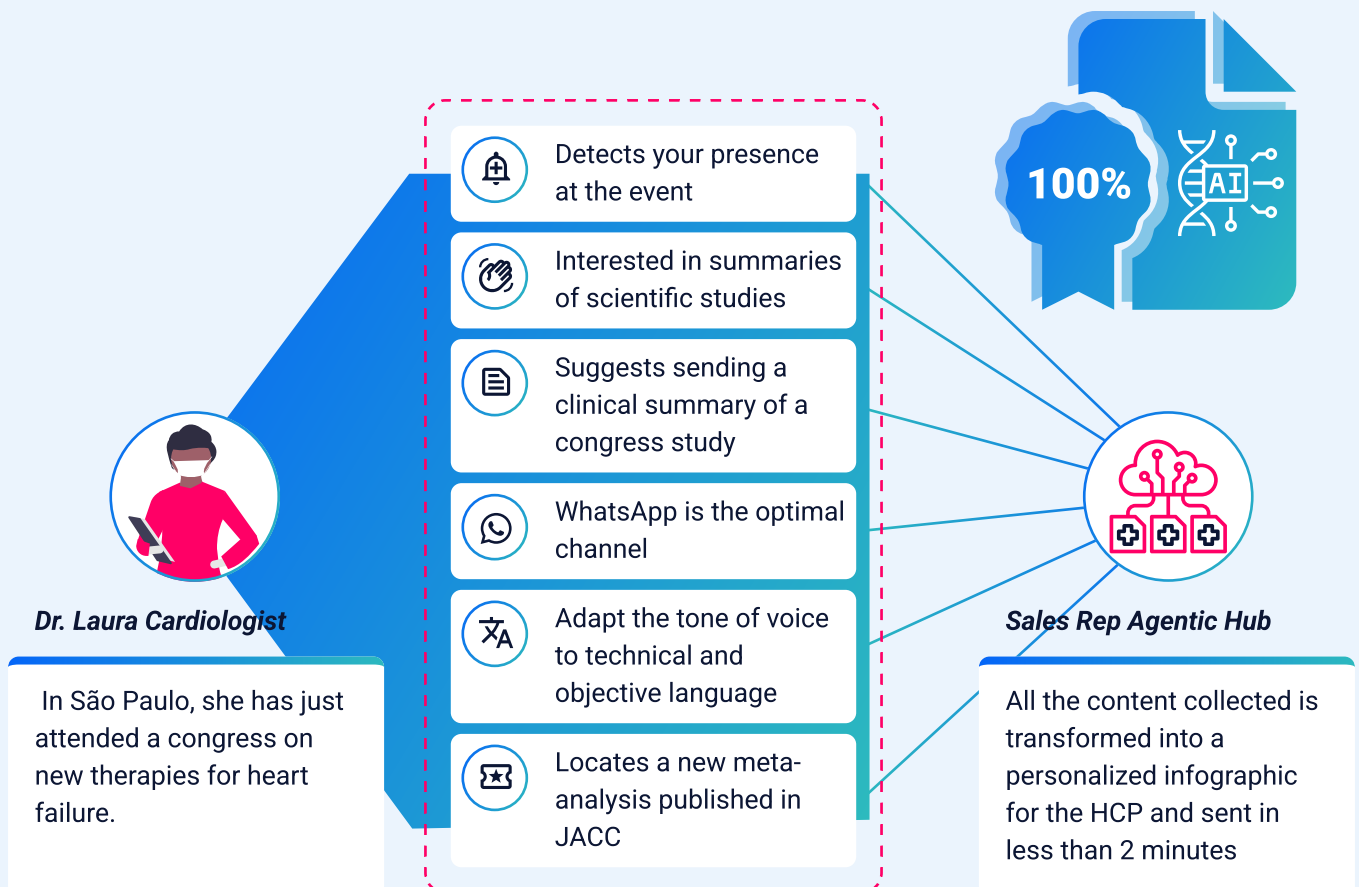 Detects your presence
at the event
Interested in summaries
of scientific studies
Suggests sending a
clinical summary of a
congress study
WhatsApp is the optimal
channel
Adapt the tone of voice
to technical and
objective language
Locates a new meta-
analysis published in
JACC
100%
AI
Dr. Laura Cardiologist
In São Paulo, she has just
attended a congress on
new therapies for heart
failure.
Sales Rep Agentic Hub
All the content collected is
transformed into a
personalized infographic
for the HCP and sent in
less than 2 minutes